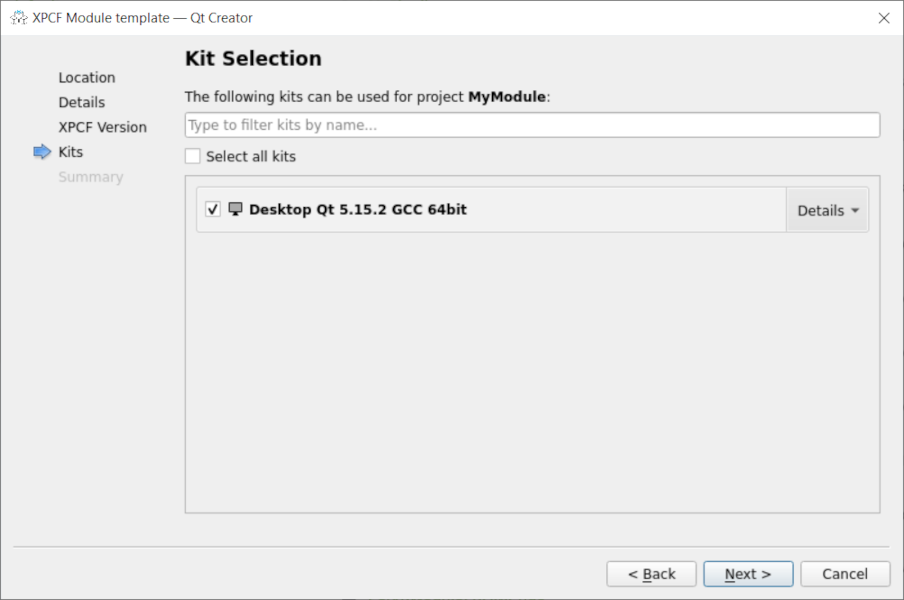 XPCF Module template — Qt Creator
Location
Details
XPCF Version
Kits
Summary
Kit Selection
The following kits can be used for project MyModule:
Type to filter kits by name...
Select all kits
Desktop Qt 5.15.2 GCC 64bit
Details
< Back
Next >
Cancel